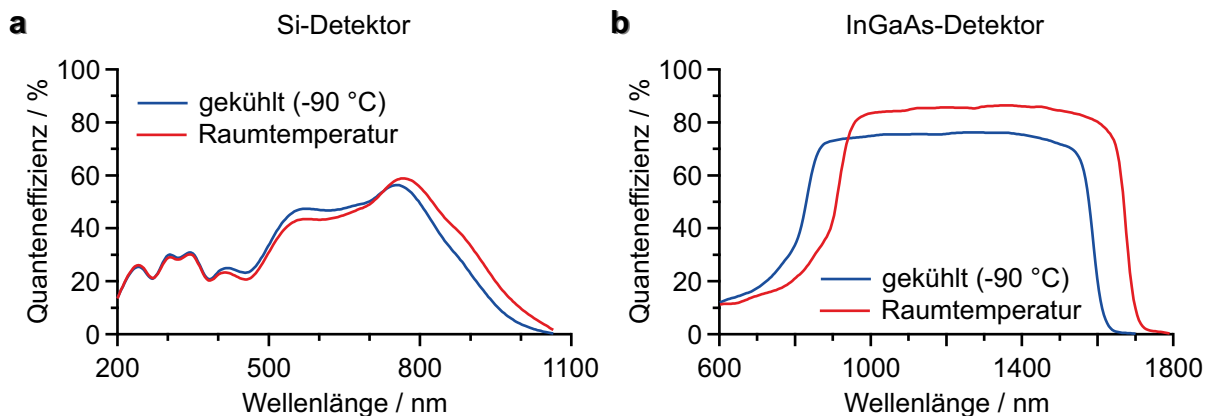 a
Si-Detektor
100
80
60
40
20
0
Quanteneffizienz / %
gekühlt (-90 °C)
Raumtemperatur
200
500
800
1100
Wellenlänge / nm
b
InGaAs-Detektor
100
80
60
40
20
0
Quanteneffizienz / %
gekühlt (-90 °C)
Raumtemperatur
600
1000
1400
1800
Wellenlänge / nm